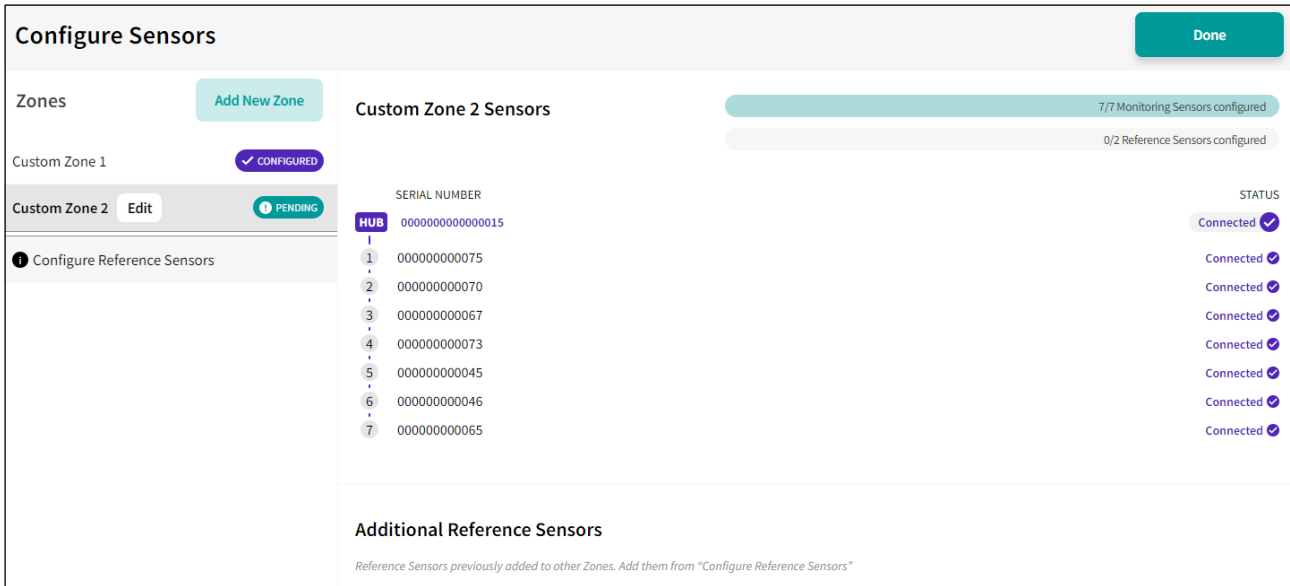 Configure Sensors
Done
Zones
Add New Zone
Custom Zone 1
CONFIGURED
Custom Zone 2
Edit
PENDING
Configure Reference Sensors
Custom Zone 2 Sensors
7/7 Monitoring Sensors configured
0/2 Reference Sensors configured
SERIAL NUMBER STATUS
HUB 0000000000000015 Connected
1 000000000075 Connected
2 000000000070 Connected
3 000000000067 Connected
4 000000000073 Connected
5 000000000045 Connected
6 000000000046 Connected
7 000000000065 Connected
Additional Reference Sensors
Reference Sensors previously added to other Zones. Add them from “Configure Reference Sensors”